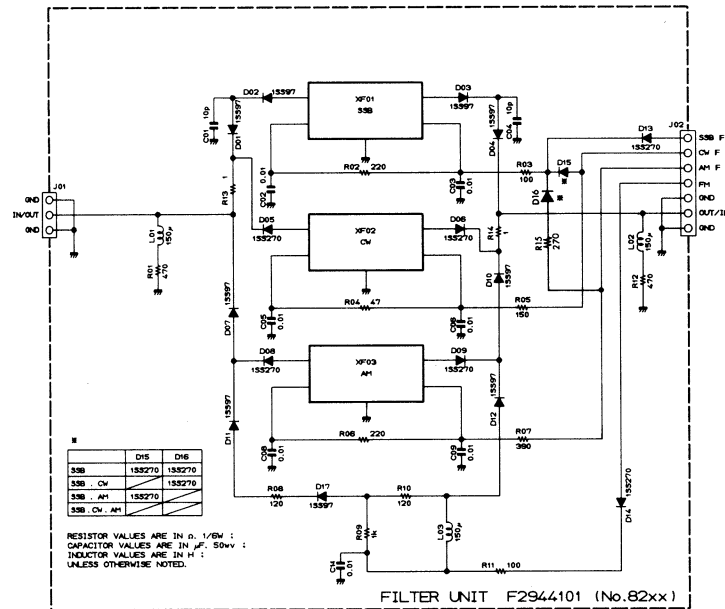 D02 1SS97
D03
1SS97
C01 10p
1SS97
D01
XF01
SSB
1SS97
D04
C04 10p
D13
1SS270
J02
SSB F
CW F
AM F
FM
GND
OUT/IN
GND
R02 220
C02 0.01
C03 0.01
R03
100
D15
※
D16 ※
R15
270
J01
GND
IN/OUT
GND
R13 1
L01
150μ
R01
470
D05
1SS270
XF02
CW
D06
1SS270
R14
1
D10
1SS97
L02
150μ
R12
470
R04 47
C05
0.01
0.01
R05
150
1SS97
D07
D08
1SS270
XF03
AM
D09
1SS270
1SS97
D11
1SS97
D12
R06 220
C08
0.01
C09
0.01
R07
390
※
D15 D16
SSB 1SS270 1SS270
SSB . CW 1SS270
SSB . AM 1SS270
SSB.CW.AM
R08
120
D17
1SS97
R10
120
R09
1k
L03
150μ
C14
0.01
R11 100
1SS270
D14
RESISTOR VALUES ARE IN Ω, 1/6W ;
CAPACITOR VALUES ARE IN μF, 50wv ;
INDUCTOR VALUES ARE IN H ;
UNLESS OTHERWISE NOTED.
FILTER UNIT F2944101 (No.82xx)